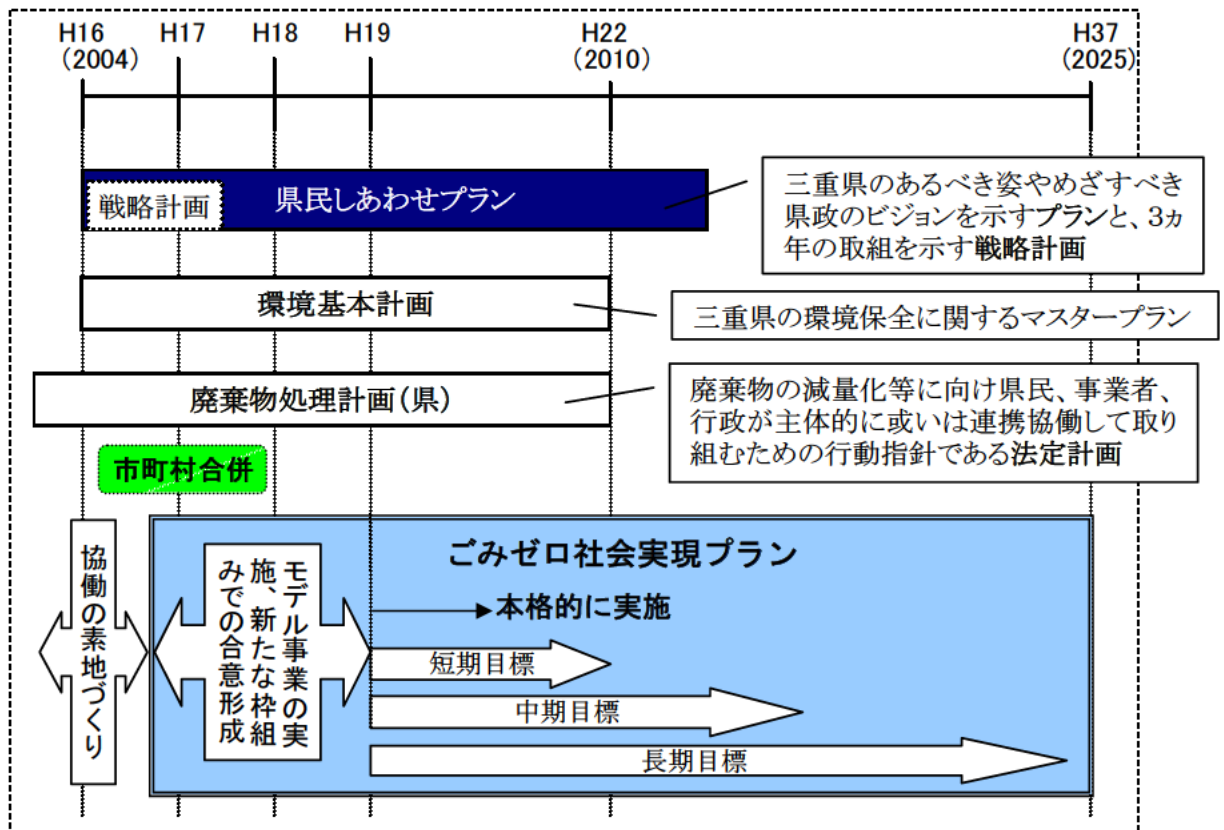 H16
(2004)
H17
H18
H19
H22
(2010)
H37
(2025)
戦略計画
県民しあわせプラン
三重県のあるべき姿やめざすべき
県政のビジョンを示すプランと、3ヵ
年の取組を示す戦略計画
環境基本計画
三重県の環境保全に関するマスタープラン
廃棄物処理計画(県)
廃棄物の減量化等に向け県民、事業者、
行政が主体的に或いは連携協働して取り
組むための行動指針である法定計画
市町村合併
協働の素地づくり
モデル事業の実
施、新たな枠組
みでの合意形成
ごみゼロ社会実現プラン
本格的に実施
短期目標
中期目標
長期目標